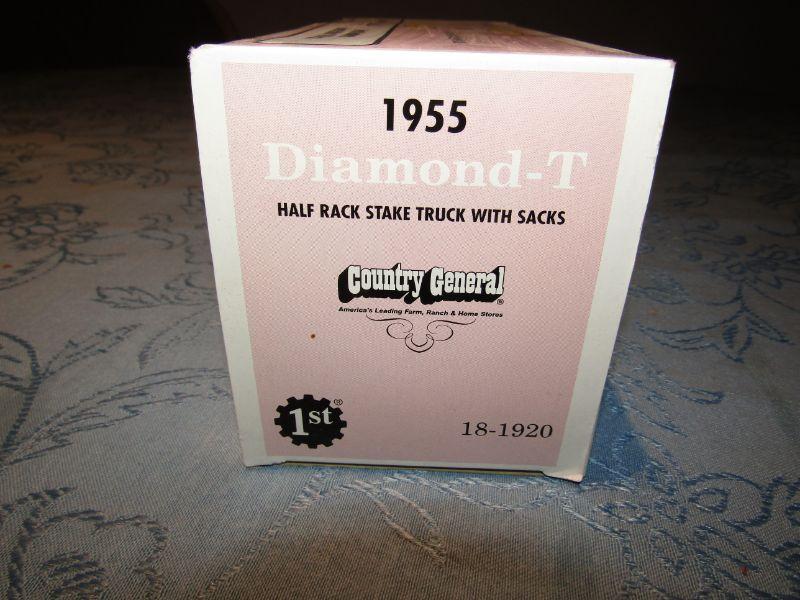 1955
Diamond-T
HALF RACK STAKE TRUCK WITH SACKS
Country General®
America's Leading Farm, Ranch & Home Stores
1st®
18-1920